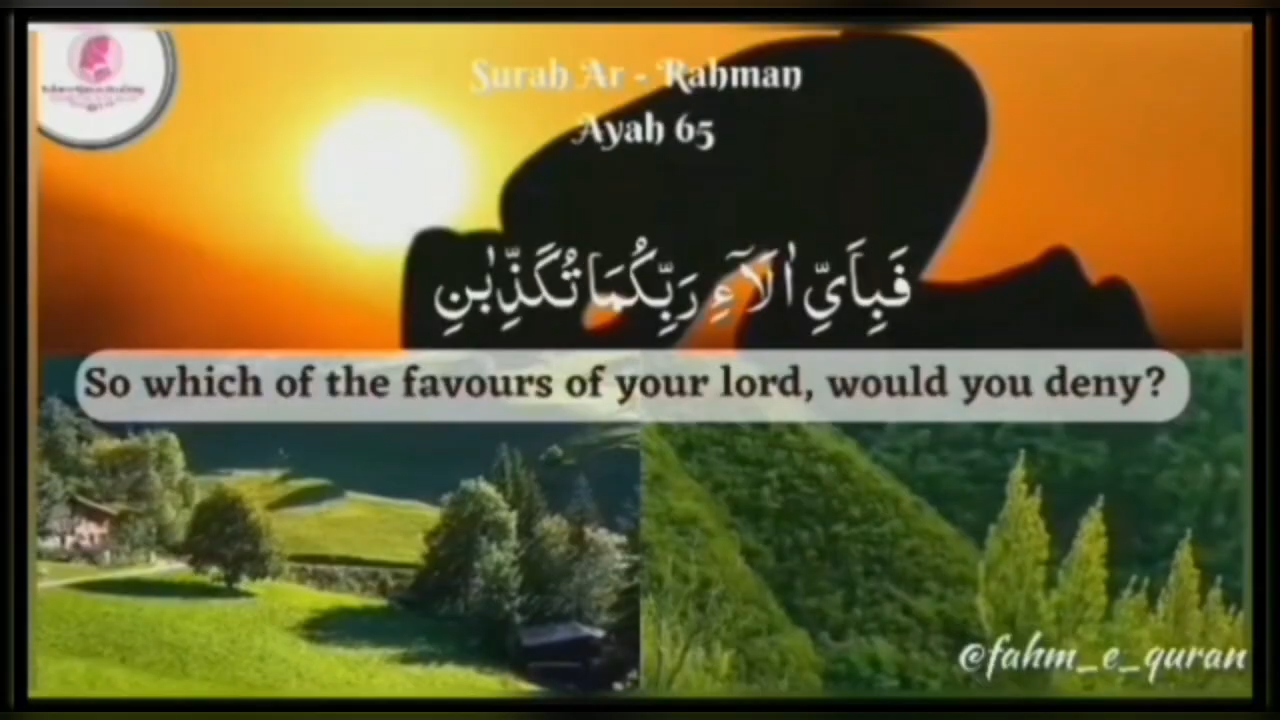 Surah Ar - Rahman
Ayah 65
فَبِاَيِّ اٰلَآءِ رَبِّكُمَا تُكَذِّبٰنِ
So which of the favours of your lord, would you deny?
@fahm_e_quran